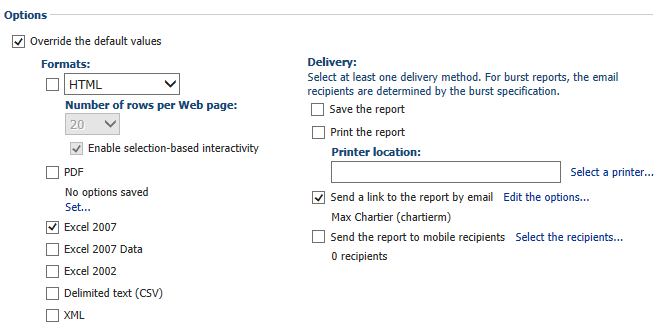 Options
Override the default values
Formats:
HTML
Number of rows per Web page:
20
Enable selection-based interactivity
PDF
No options saved
Set...
Excel 2007
Excel 2007 Data
Excel 2002
Delimited text (CSV)
XML
Delivery:
Select at least one delivery method. For burst reports, the email
recipients are determined by the burst specification.
Save the report
Print the report
Printer location:
Select a printer...
Send a link to the report by email Edit the options...
Max Chartier (chartierm)
Send the report to mobile recipients Select the recipients...
0 recipients